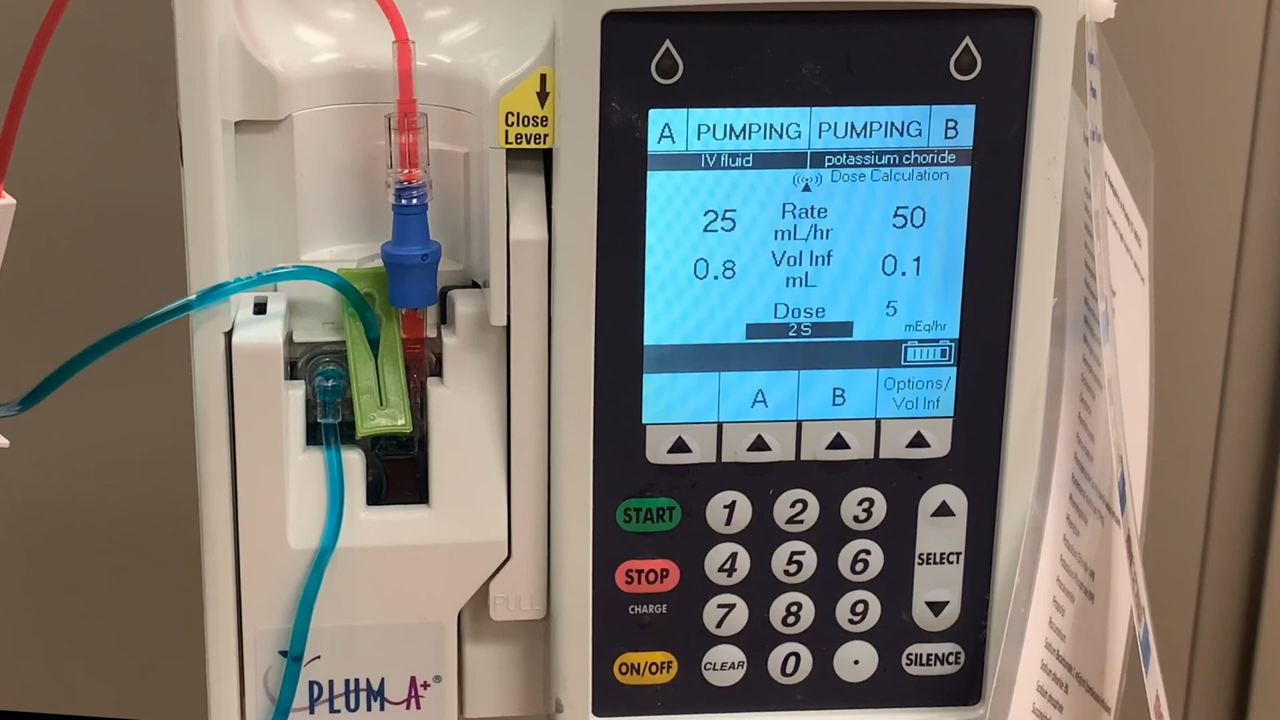 Close
Lever
A PUMPING PUMPING B
IV fluid potassium choride
Dose Calculation
25 Rate 50
mL/hr
0.8 Vol Inf 0.1
mL
Dose 5
2S mEq/hr
A B Options/
Vol Inf
START 1 2 3
4 5 6 SELECT
STOP
CHARGE 7 8 9
ON/OFF CLEAR 0 . SILENCE
PULL
PLUM A+®